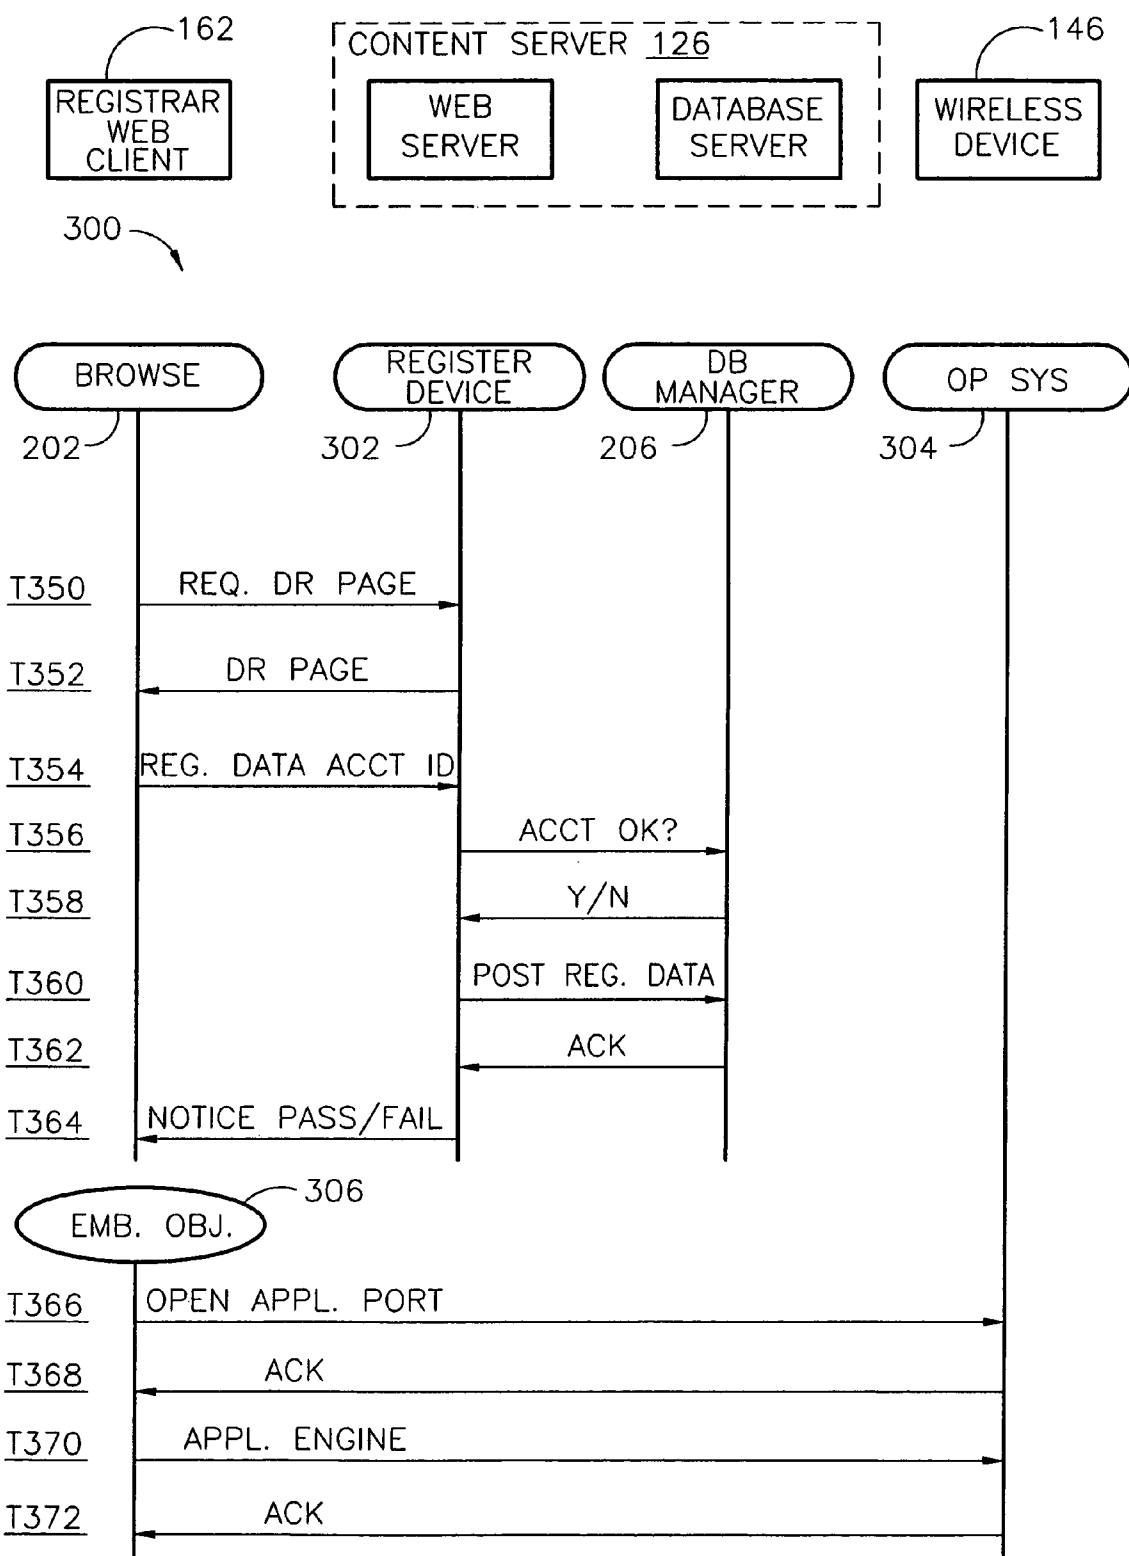 162
CONTENT SERVER 126
146
REGISTRAR
WEB
CLIENT
WEB
SERVER
DATABASE
SERVER
WIRELESS
DEVICE
300
BROWSE
REGISTER
DEVICE
DB
MANAGER
OP SYS
202
302
206
304
T350 REQ. DR PAGE
T352 DR PAGE
T354 REG. DATA ACCT ID
T356 ACCT OK?
T358 Y/N
T360 POST REG. DATA
T362 ACK
T364 NOTICE PASS/FAIL
306
EMB. OBJ.
T366 OPEN APPL. PORT
T368 ACK
T370 APPL. ENGINE
T372 ACK